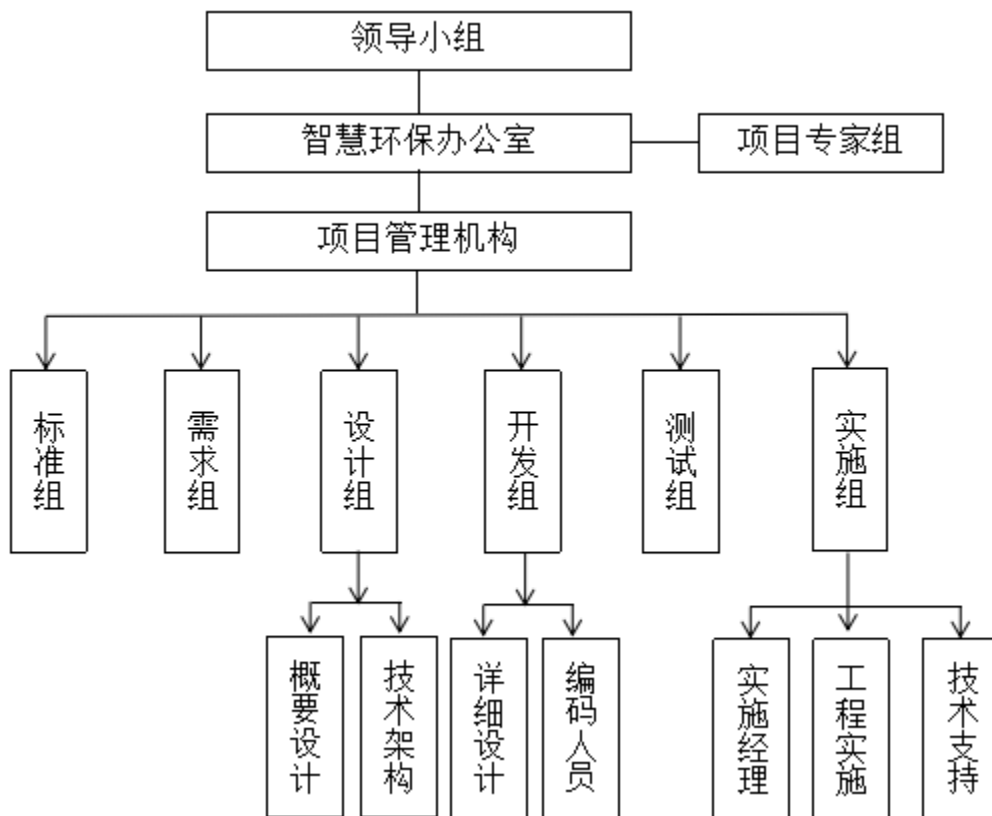 领导小组
智慧环保办公室
项目专家组
项目管理机构
标准组
需求组
设计组
开发组
测试组
实施组
概要设计
技术架构
详细设计
编码人员
实施经理
工程实施
技术支持